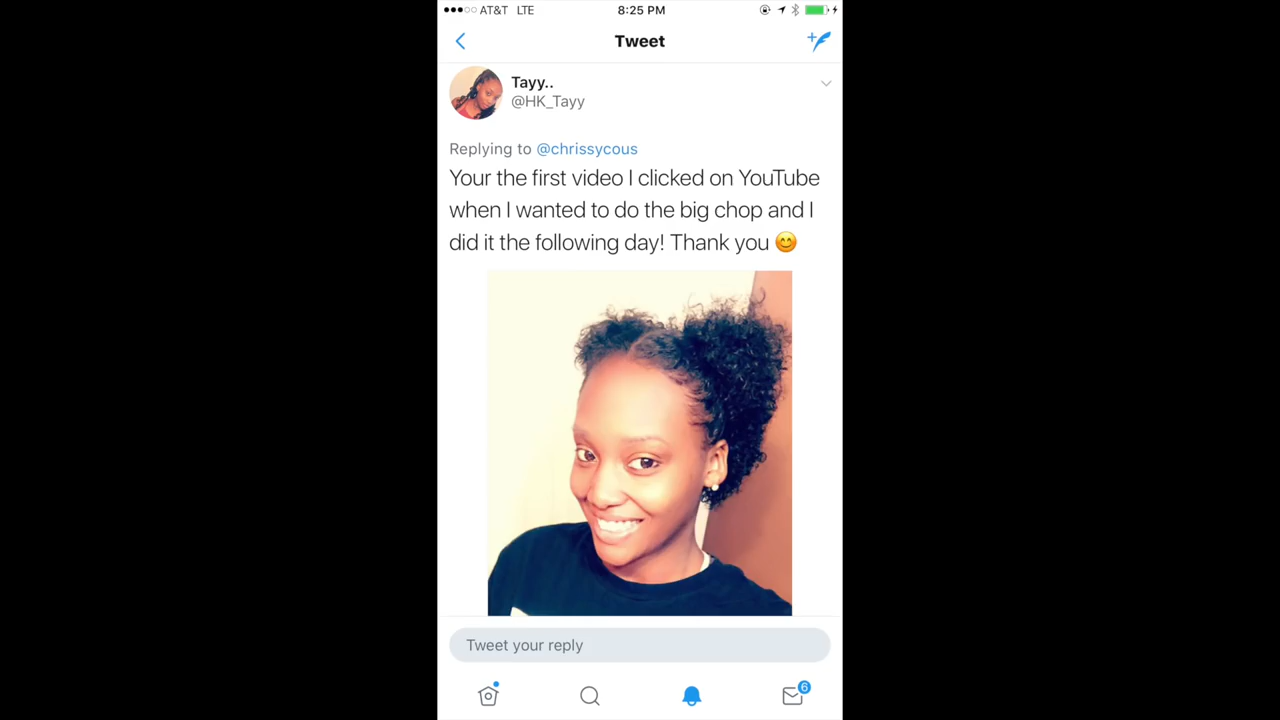 AT&T LTE 8:25 PM
Tweet
Tayy..
@HK_Tayy
Replying to @chrissycous
Your the first video I clicked on YouTube
when I wanted to do the big chop and I
did it the following day! Thank you 😊
Tweet your reply
6